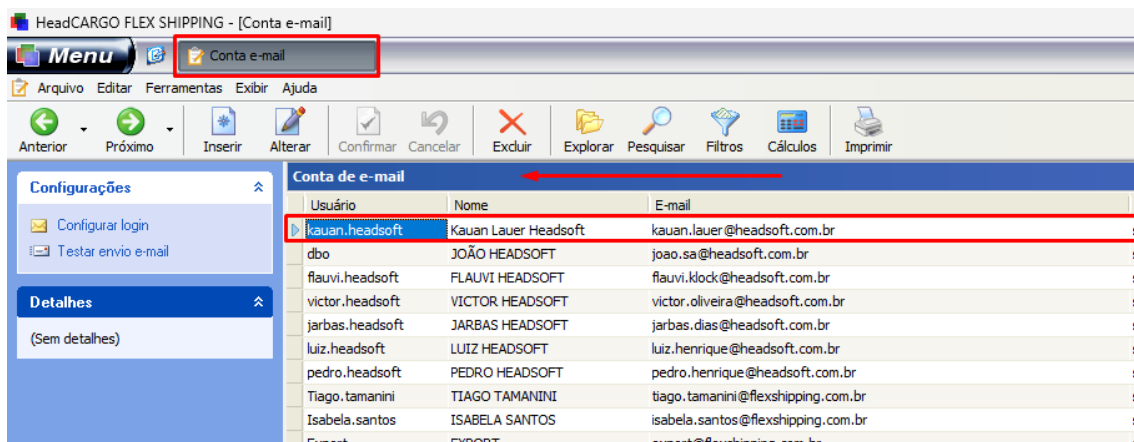 HeadCARGO FLEX SHIPPING - [Conta e-mail]
Menu Conta e-mail
Arquivo Editar Ferramentas Exibir Ajuda
Anterior Próximo Inserir Alterar Confirmar Cancelar Excluir Explorar Pesquisar Filtros Cálculos Imprimir
Configurações
Configurar login
Testar envio e-mail
Detalhes
(Sem detalhes)
Conta de e-mail
Usuário Nome E-mail
kauan.headsoft Kauan Lauer Headsoft kauan.lauer@headsoft.com.br
dbo JOÃO HEADSOFT joao.sa@headsoft.com.br
flauvi.headsoft FLAUVI HEADSOFT flauvi.klock@headsoft.com.br
victor.headsoft VICTOR HEADSOFT victor.oliveira@headsoft.com.br
jarbas.headsoft JARBAS HEADSOFT jarbas.dias@headsoft.com.br
luiz.headsoft LUIZ HEADSOFT luiz.henrique@headsoft.com.br
pedro.headsoft PEDRO HEADSOFT pedro.henrique@headsoft.com.br
Tiago.tamanini TIAGO TAMANINI tiago.tamanini@flexshipping.com.br
Isabela.santos ISABELA SANTOS isabela.santos@flexshipping.com.br